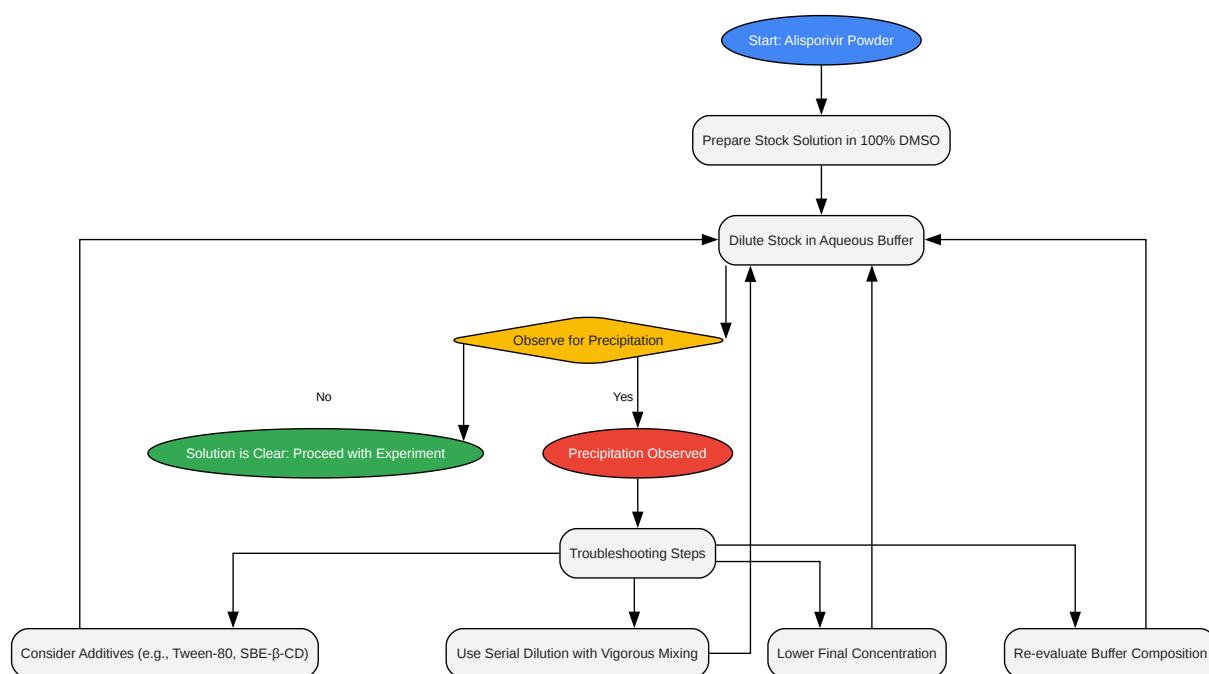 Start: Alisporivir Powder
Prepare Stock Solution in 100% DMSO
Dilute Stock in Aqueous Buffer
Observe for Precipitation
No
Yes
Solution is Clear: Proceed with Experiment
Precipitation Observed
Troubleshooting Steps
Consider Additives (e.g., Tween-80, SBE-β-CD)
Use Serial Dilution with Vigorous Mixing
Lower Final Concentration
Re-evaluate Buffer Composition